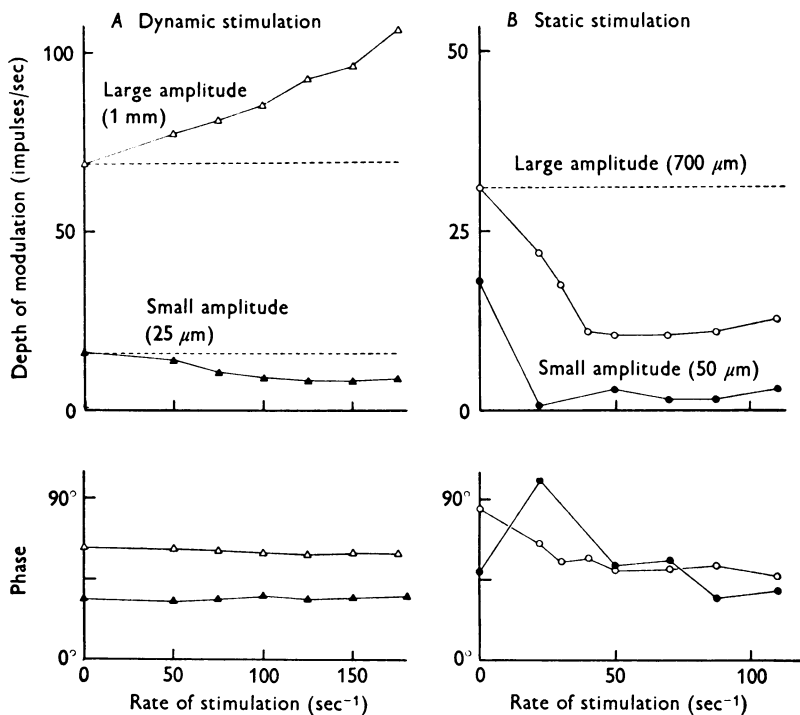 A Dynamic stimulation
B Static stimulation
Depth of modulation (impulses/sec)
100
50
0
Large amplitude
(1 mm)
Small amplitude
(25 μm)
50
25
0
Large amplitude (700 μm)
Small amplitude (50 μm)
Phase
90°
0°
0
50
100
150
Rate of stimulation (sec⁻¹)
90°
0°
0
50
100
Rate of stimulation (sec⁻¹)